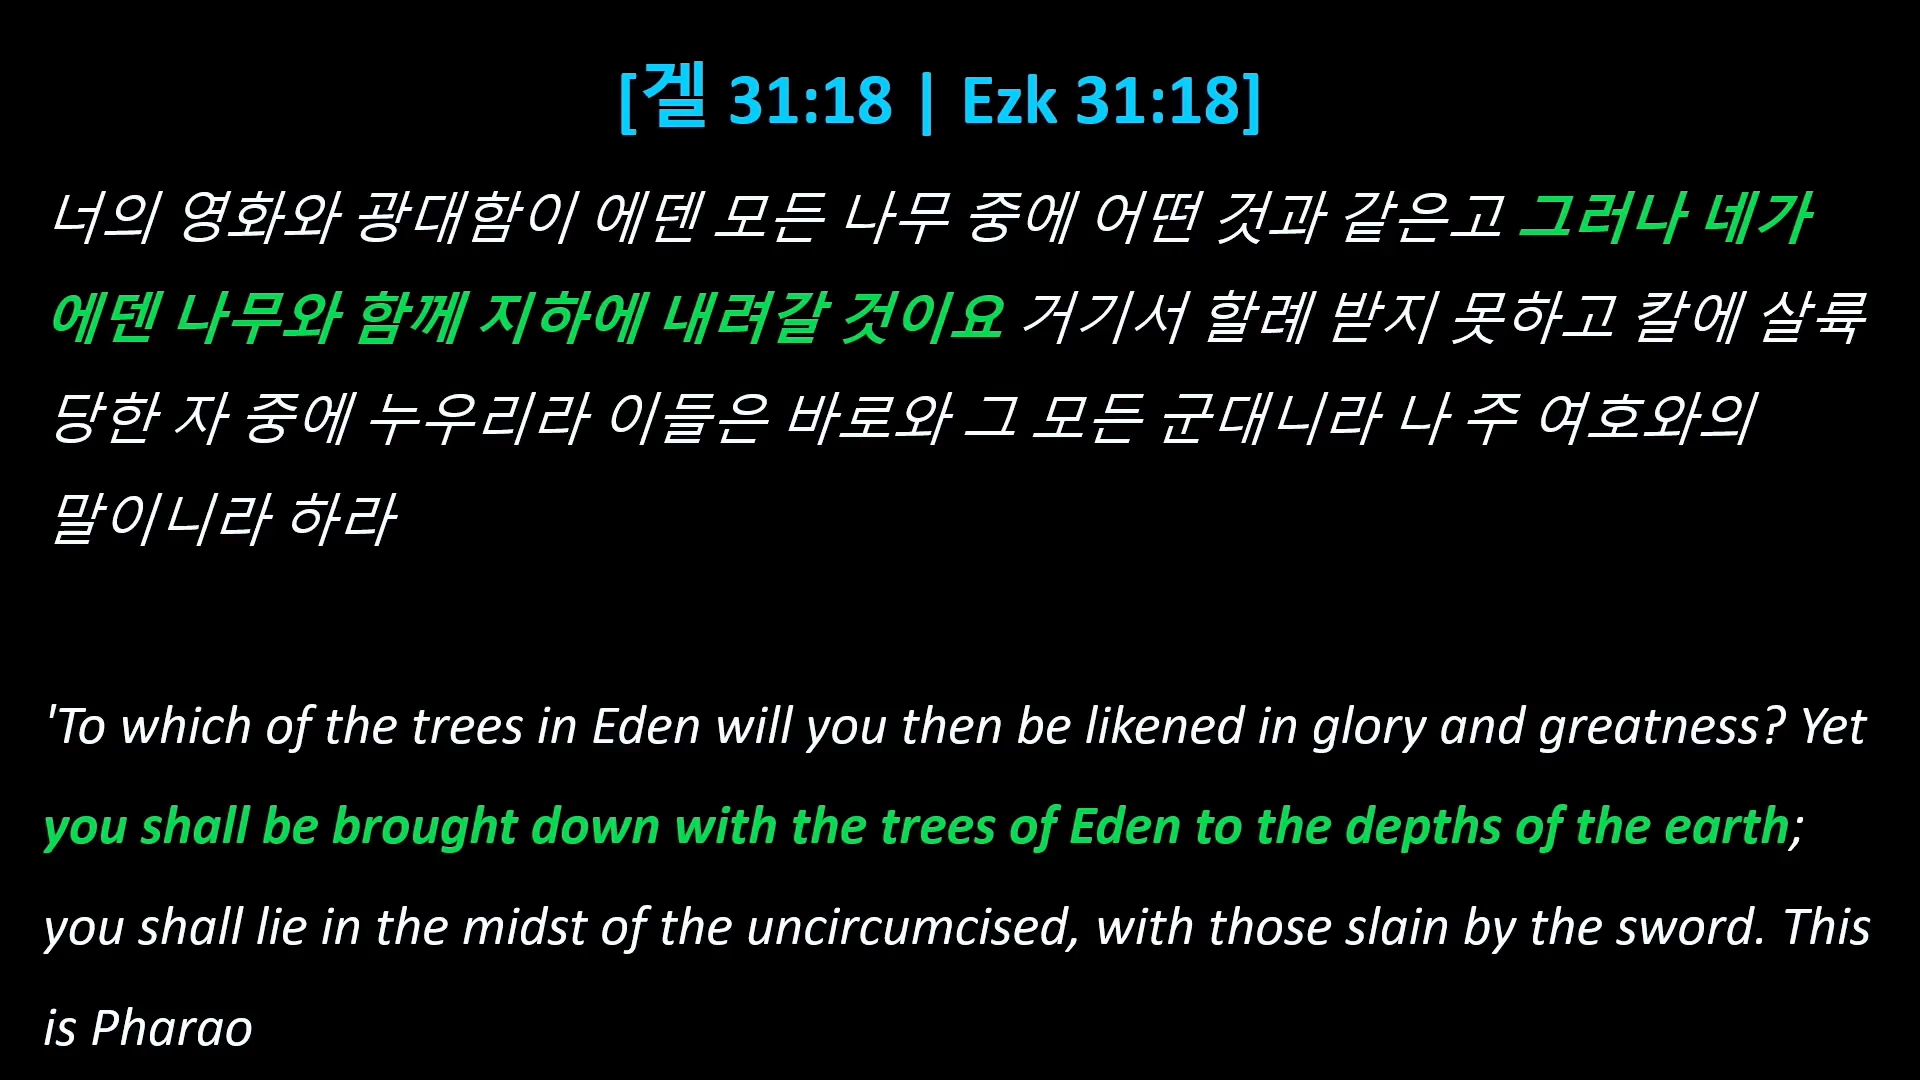 [겔 31:18 | Ezk 31:18]
너의 영화와 광대함이 에덴 모든 나무 중에 어떤 것과 같은고 그러나 네가
에덴 나무와 함께 지하에 내려갈 것이요 거기서 할례 받지 못하고 칼에 살륙
당한 자 중에 누우리라 이들은 바로와 그 모든 군대니라 나 주 여호와의
말이니라 하라
'To which of the trees in Eden will you then be likened in glory and greatness? Yet
you shall be brought down with the trees of Eden to the depths of the earth;
you shall lie in the midst of the uncircumcised, with those slain by the sword. This
is Pharao